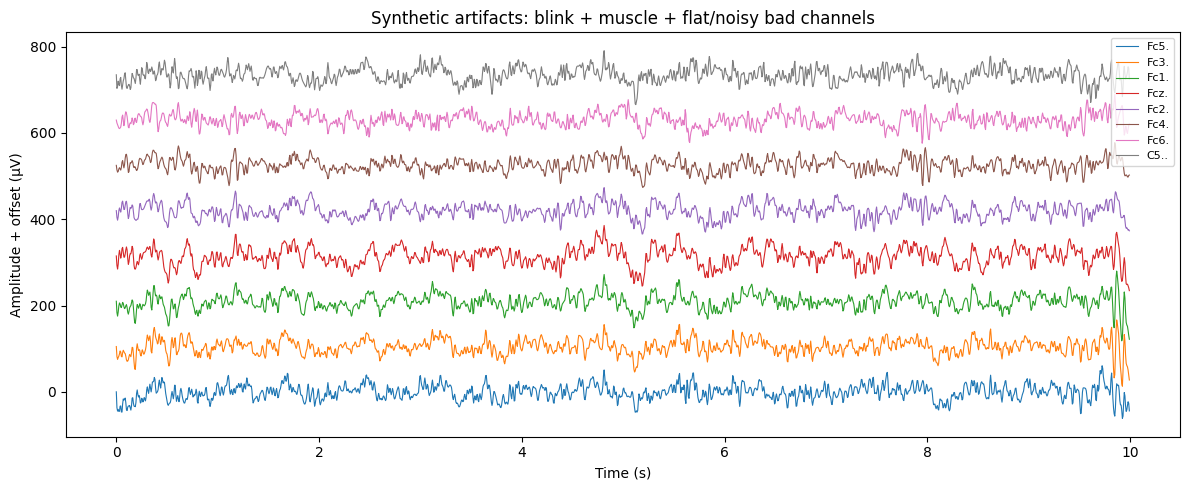 Synthetic artifacts: blink + muscle + flat/noisy bad channels
Amplitude + offset (µV)
800
600
400
200
0
Fc5.
Fc3.
Fc1.
Fcz.
Fc2.
Fc4.
Fc6.
C5..
0 2 4 6 8 10
Time (s)